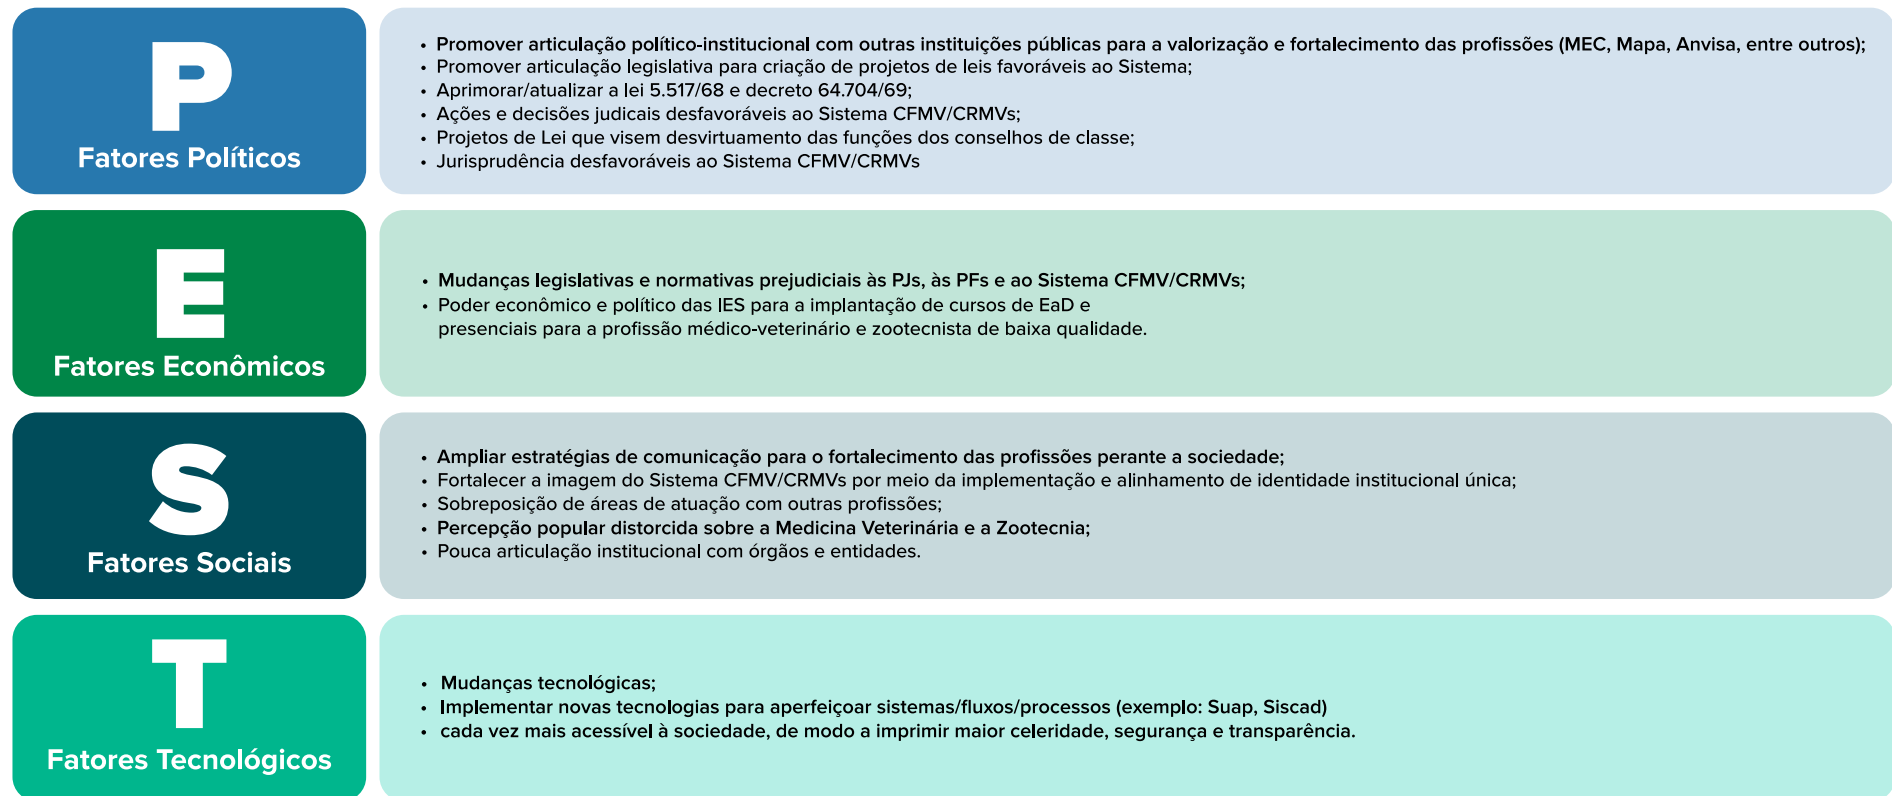 P
Fatores Políticos
• Promover articulação político-institucional com outras instituições públicas para a valorização e fortalecimento das profissões (MEC, Mapa, Anvisa, entre outros);
• Promover articulação legislativa para criação de projetos de leis favoráveis ao Sistema;
• Aprimorar/atualizar a lei 5.517/68 e decreto 64.704/69;
• Ações e decisões judicais desfavoráveis ao Sistema CFMV/CRMVs;
• Projetos de Lei que visem desvirtuamento das funções dos conselhos de classe;
• Jurisprudência desfavoráveis ao Sistema CFMV/CRMVs
E
Fatores Econômicos
• Mudanças legislativas e normativas prejudiciais às PJs, às PFs e ao Sistema CFMV/CRMVs;
• Poder econômico e político das IES para a implantação de cursos de EaD e
presenciais para a profissão médico-veterinário e zootecnista de baixa qualidade.
S
Fatores Sociais
• Ampliar estratégias de comunicação para o fortalecimento das profissões perante a sociedade;
• Fortalecer a imagem do Sistema CFMV/CRMVs por meio da implementação e alinhamento de identidade institucional única;
• Sobreposição de áreas de atuação com outras profissões;
• Percepção popular distorcida sobre a Medicina Veterinária e a Zootecnia;
• Pouca articulação institucional com órgãos e entidades.
T
Fatores Tecnológicos
• Mudanças tecnológicas;
• Implementar novas tecnologias para aperfeiçoar sistemas/fluxos/processos (exemplo: Suap, Siscad)
• cada vez mais acessível à sociedade, de modo a imprimir maior celeridade, segurança e transparência.